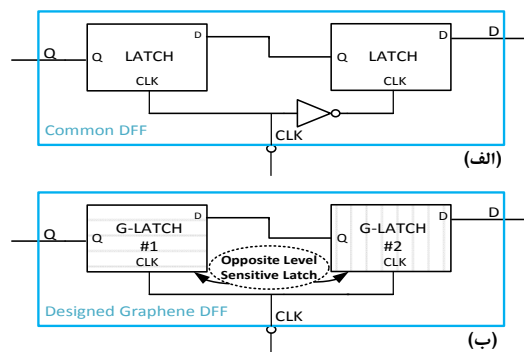 D
D
Q
Q
D
Q
LATCH
LATCH
CLK
CLK
CLK
Common DFF
(الف)
D
D
Q
Q
D
Q
G-LATCH
#1
G-LATCH
#2
CLK
CLK
Opposite Level
Sensitive Latch
CLK
Designed Graphene DFF
(ب)